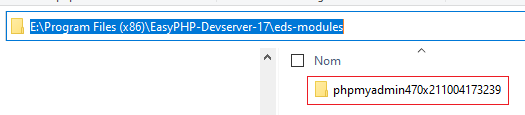 E:\Program Files (x86)\EasyPHP-Devserver-17\eds-modules
Nom
phpmyadmin470x211004173239